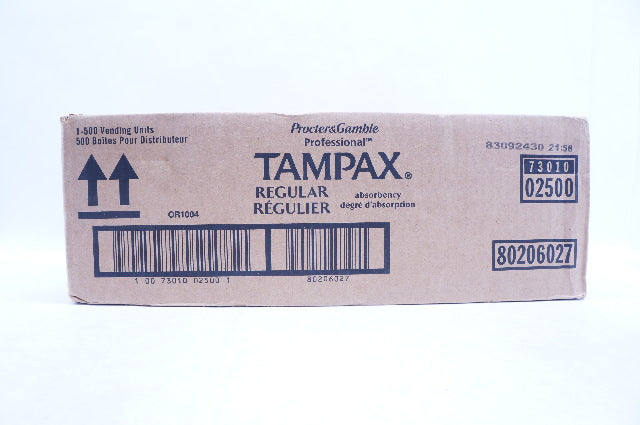 1-500 Vending Units
500 Boîtes Pour Distributeur
Procter&Gamble
Professional™
TAMPAX®
REGULAR absorbency
RÉGULIER degré d'absorption
OR1004
1 00 73010 02500 1
80206027
83092430 21:58
73010
02500
80206027